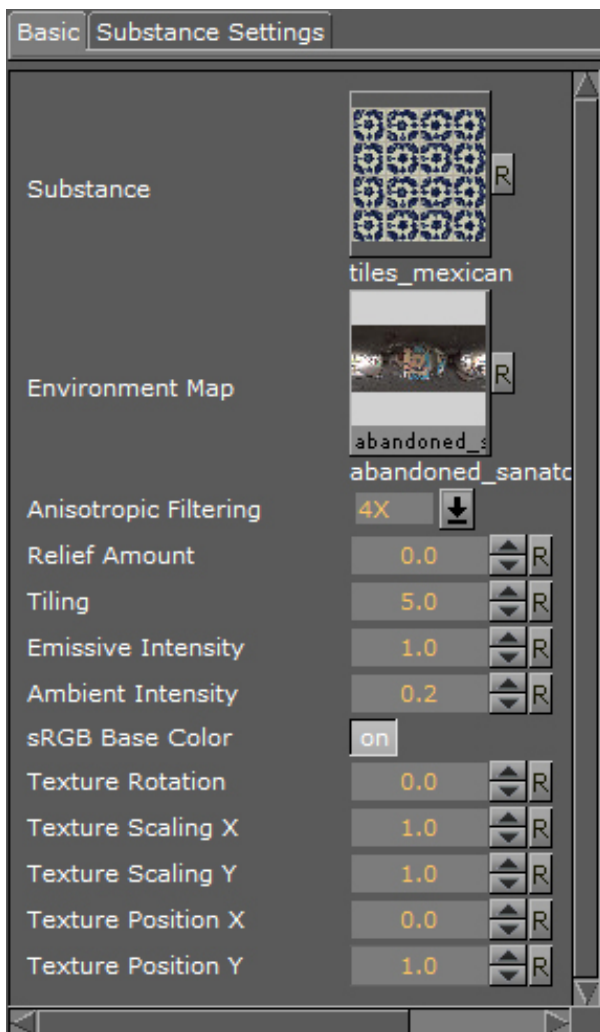 Basic Substance Settings
Substance R
tiles_mexican
Environment Map R
abandoned_s
abandoned_sanato
Anisotropic Filtering 4X
Relief Amount 0.0 R
Tiling 5.0 R
Emissive Intensity 1.0 R
Ambient Intensity 0.2 R
sRGB Base Color on
Texture Rotation 0.0 R
Texture Scaling X 1.0 R
Texture Scaling Y 1.0 R
Texture Position X 0.0 R
Texture Position Y 1.0 R